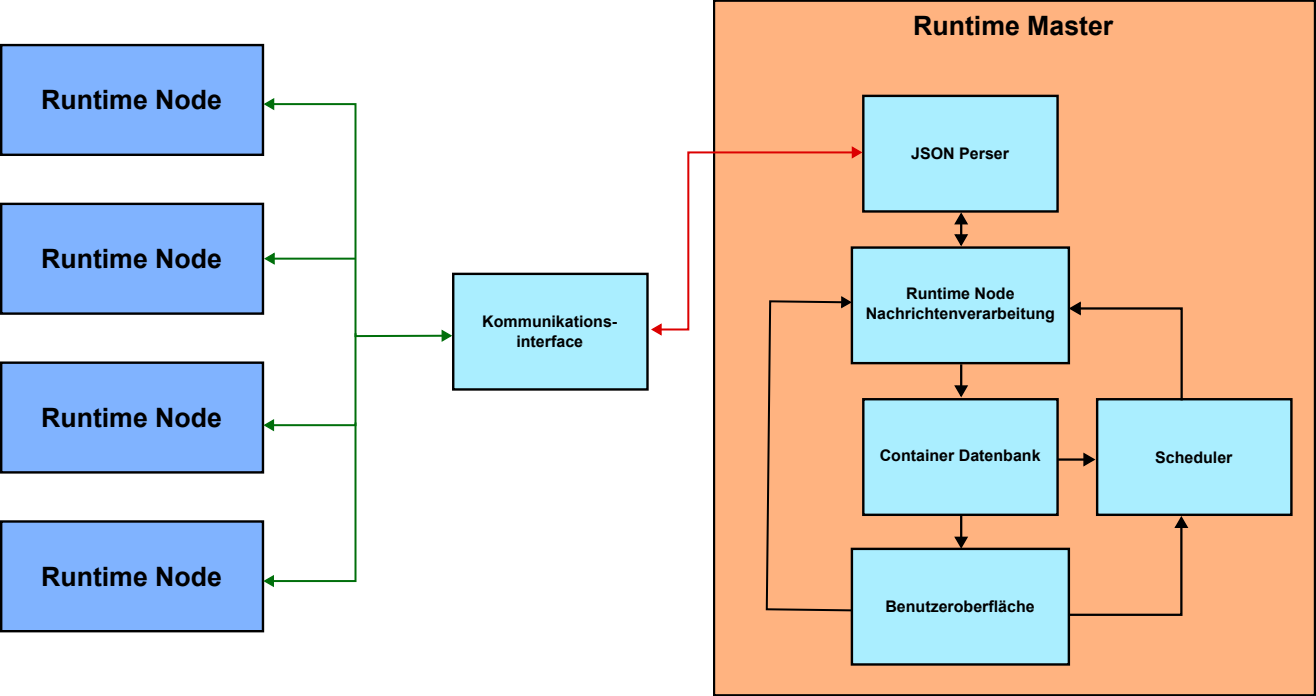 Runtime Master
Runtime Node
Runtime Node
Runtime Node
Runtime Node
Kommunikations-
interface
JSON Perser
Runtime Node
Nachrichtenverarbeitung
Container Datenbank
Scheduler
Benutzeroberfläche